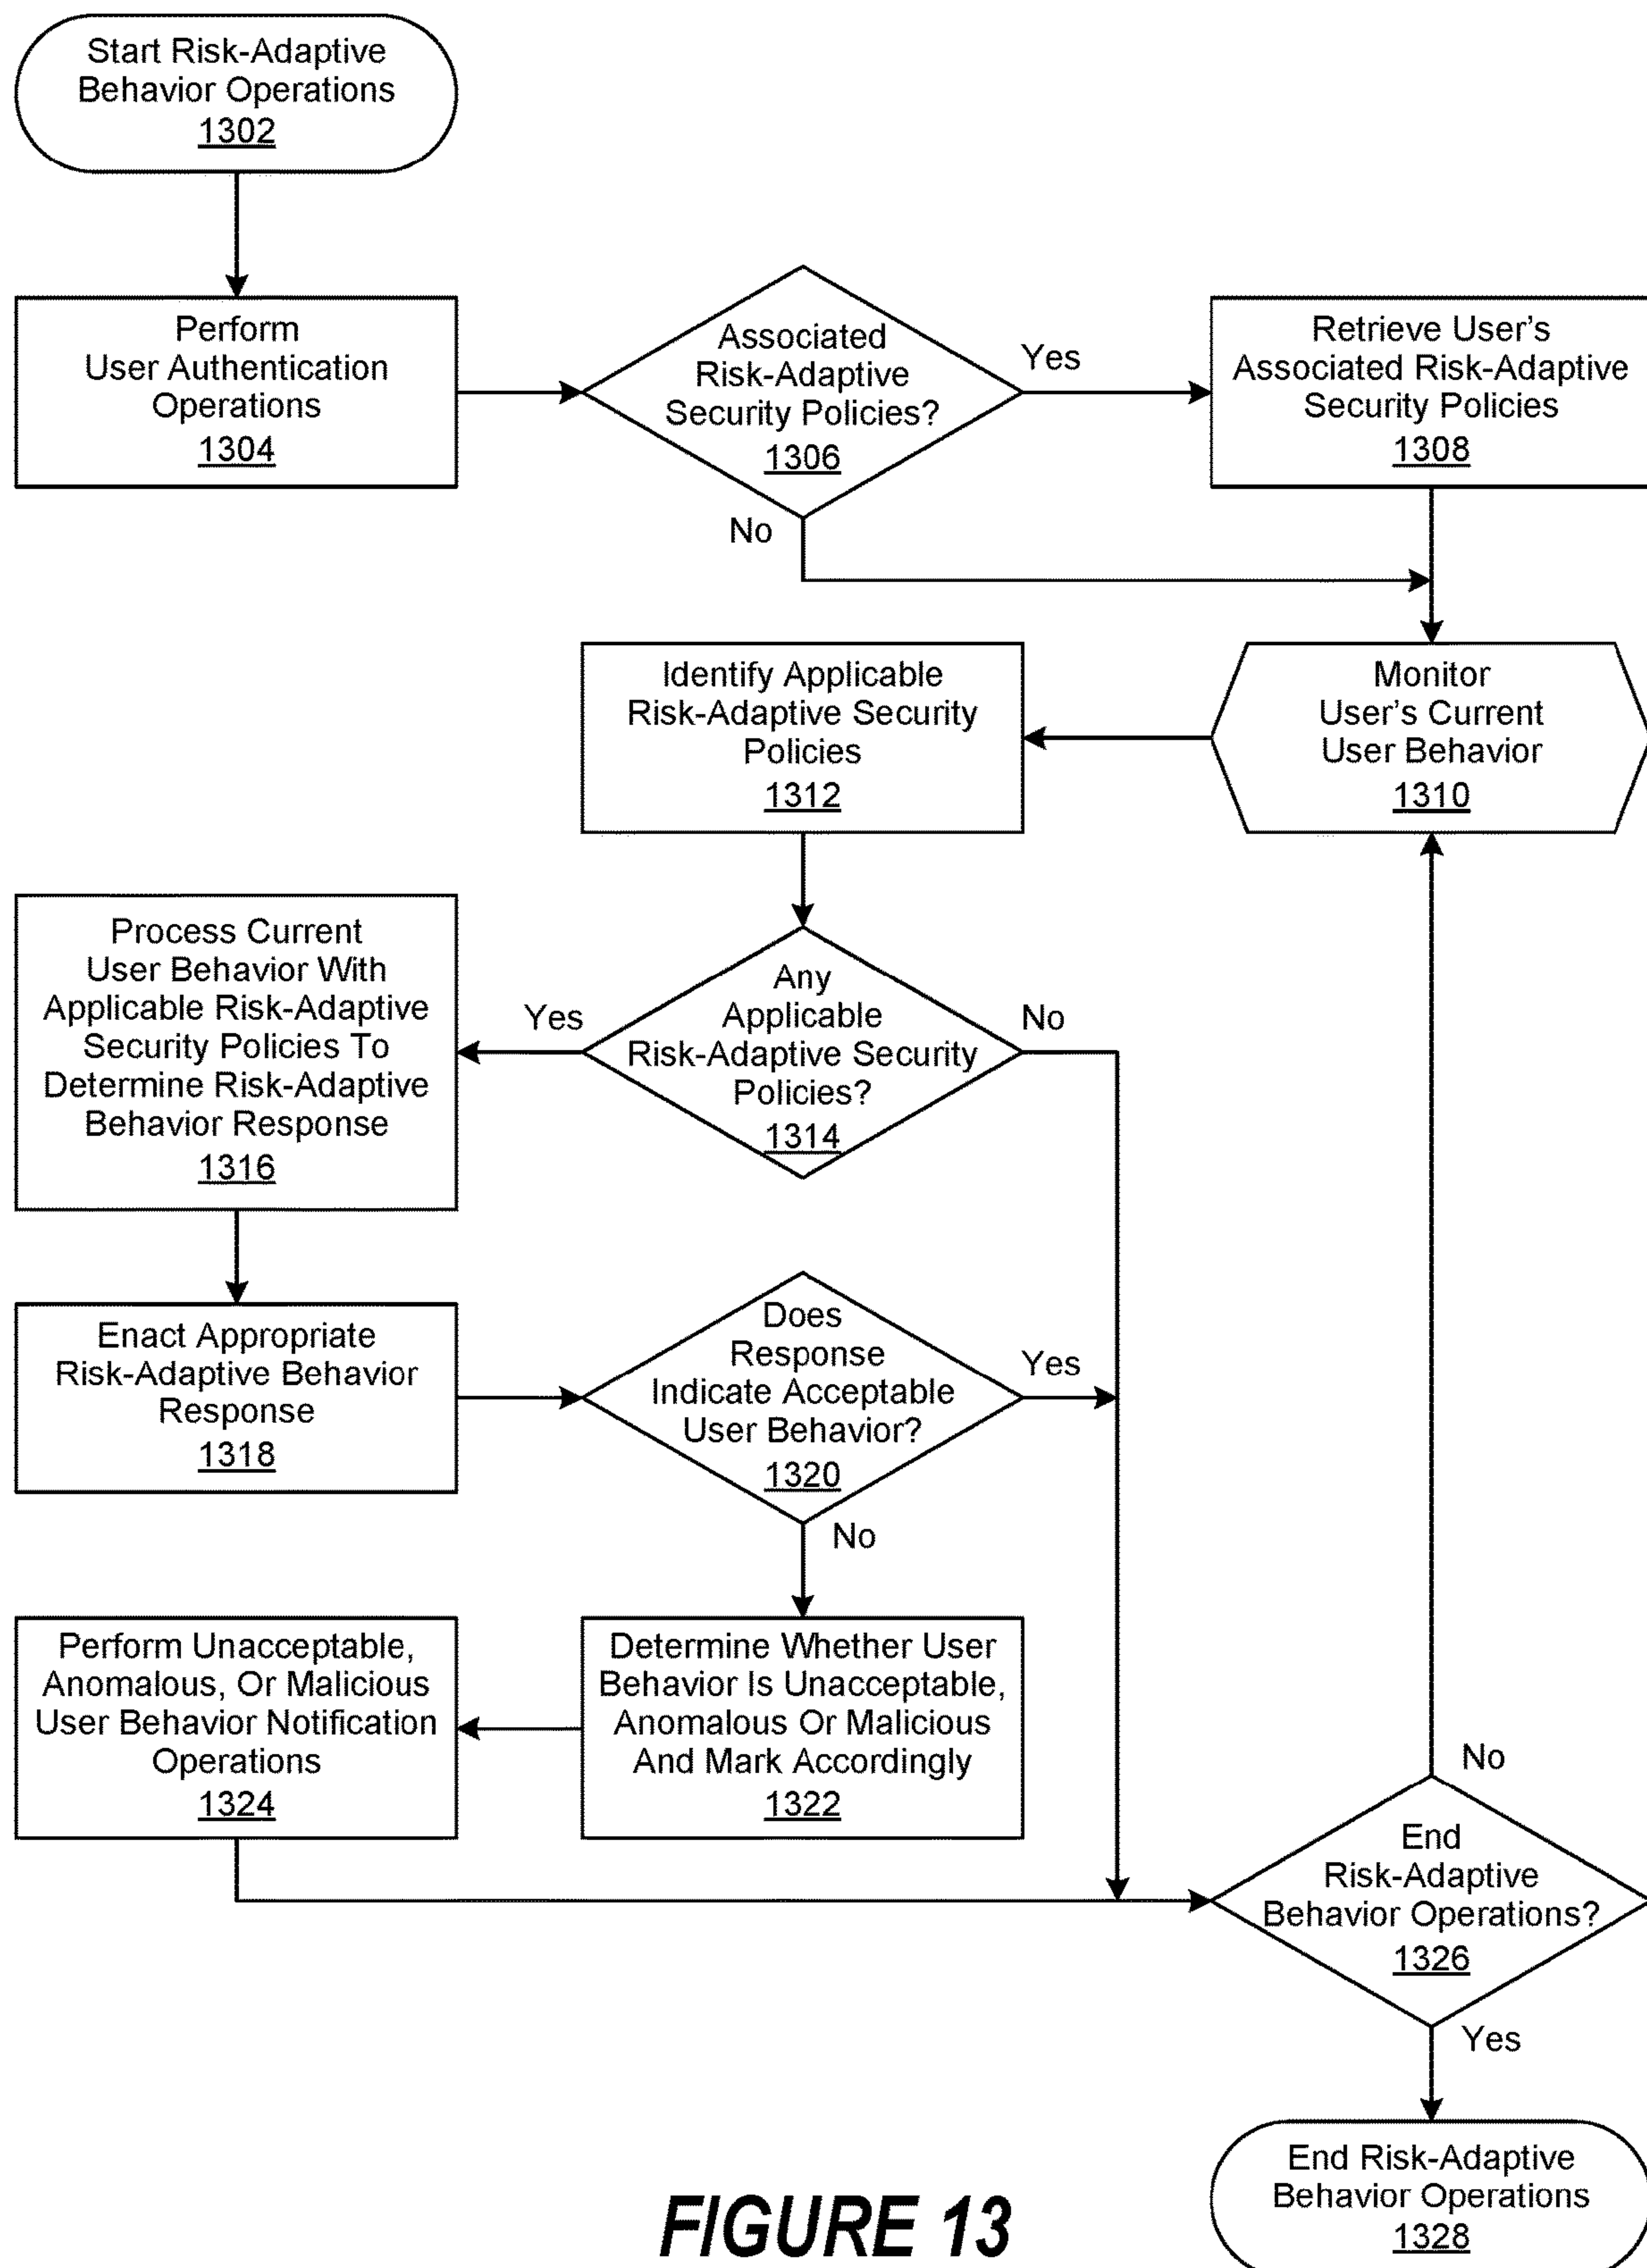 Start Risk-Adaptive
Behavior Operations
1302
Perform
User Authentication
Operations
1304
Associated
Risk-Adaptive
Security Policies?
1306
Yes
No
Retrieve User's
Associated Risk-Adaptive
Security Policies
1308
Monitor
User's Current
User Behavior
1310
Identify Applicable
Risk-Adaptive Security
Policies
1312
Any
Applicable
Risk-Adaptive Security
Policies?
1314
Yes
No
Process Current
User Behavior With
Applicable Risk-Adaptive
Security Policies To
Determine Risk-Adaptive
Behavior Response
1316
Enact Appropriate
Risk-Adaptive Behavior
Response
1318
Does
Response
Indicate Acceptable
User Behavior?
1320
Yes
No
Determine Whether User
Behavior Is Unacceptable,
Anomalous Or Malicious
And Mark Accordingly
1322
Perform Unacceptable,
Anomalous, Or Malicious
User Behavior Notification
Operations
1324
No
End
Risk-Adaptive
Behavior Operations?
1326
Yes
End Risk-Adaptive
Behavior Operations
1328
FIGURE 13